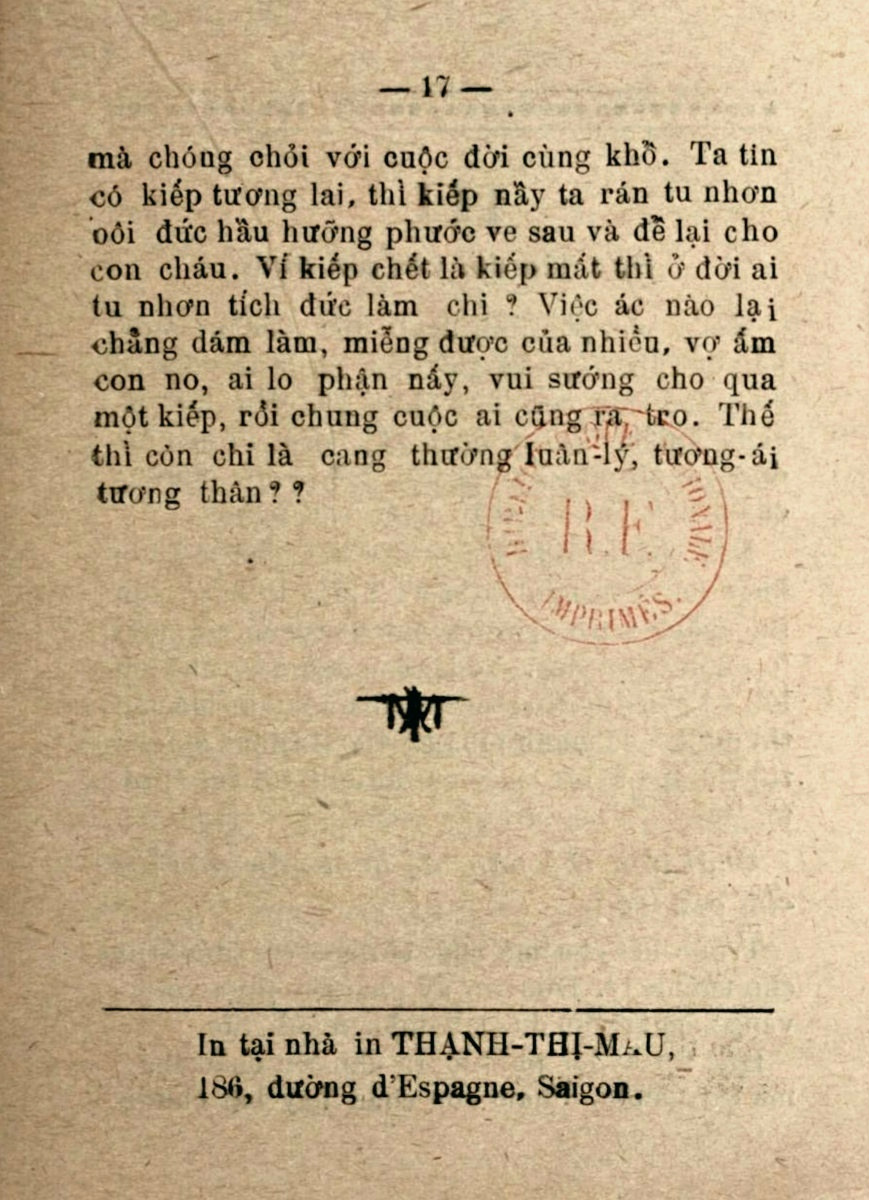 — 17 —
mà chóng chỏi với cuộc đời cùng khổ. Ta tin
có kiếp tương lai, thì kiếp nầy ta rán tu nhơn
bồi đức hầu hưỡng phước ve sau và để lại cho
con cháu. Ví kiếp chết là kiếp mất thì ở đời ai
tu nhơn tích đức làm chi ? Việc ác nào lại
chẳng dám làm, miễng được của nhiều, vợ ấm
con no, ai lo phận nấy, vui sướng cho qua
một kiếp, rồi chung cuộc ai cũng ra tro. Thế
thì còn chi là cang thường luân-lý, tương-ái
tương thân ? ?
R.F.
IMPRIMÉS.
In tại nhà in THẠNH-THỊ-MAU,
186, đường d'Espagne, Saigon.